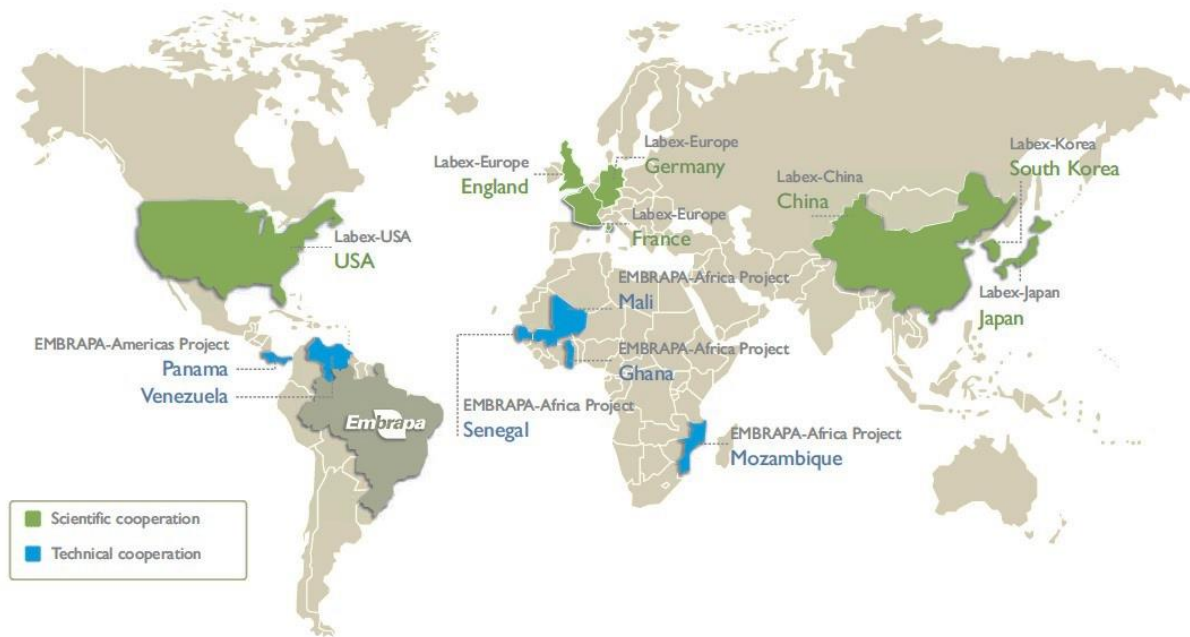 Labex-Europe
England
Labex-Europe
Germany
Labex-Europe
France
Labex-Korea
South Korea
Labex-China
China
Labex-USA
USA
Labex-Japan
Japan
EMBRAPA-Africa Project
Mali
EMBRAPA-Americas Project
Panama
Venezuela
EMBRAPA-Africa Project
Ghana
Embrapa
EMBRAPA-Africa Project
Senegal
EMBRAPA-Africa Project
Mozambique
Scientific cooperation
Technical cooperation